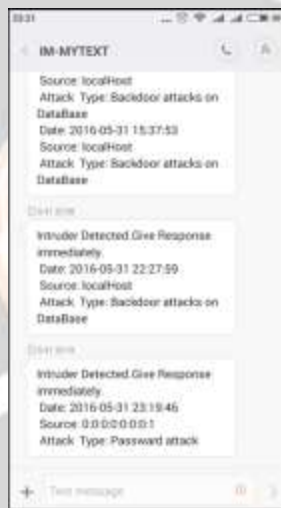 IM-MYTEXT
Source: localHost
Attack Type: Backdoor attacks on
DataBase
Date: 2016-05-31 15:37:53
Source: localHost
Attack Type: Backdoor attacks on
DataBase
Intruder Detected.Give Response
immediately.
Date: 2016-05-31 22:27:59
Source: localHost
Attack Type: Backdoor attacks on
DataBase
Intruder Detected.Give Response
immediately.
Date: 2016-05-31 23:19:46
Source: 0:0:0:0:0:0:0:1
Attack Type: Passward attack
Text message